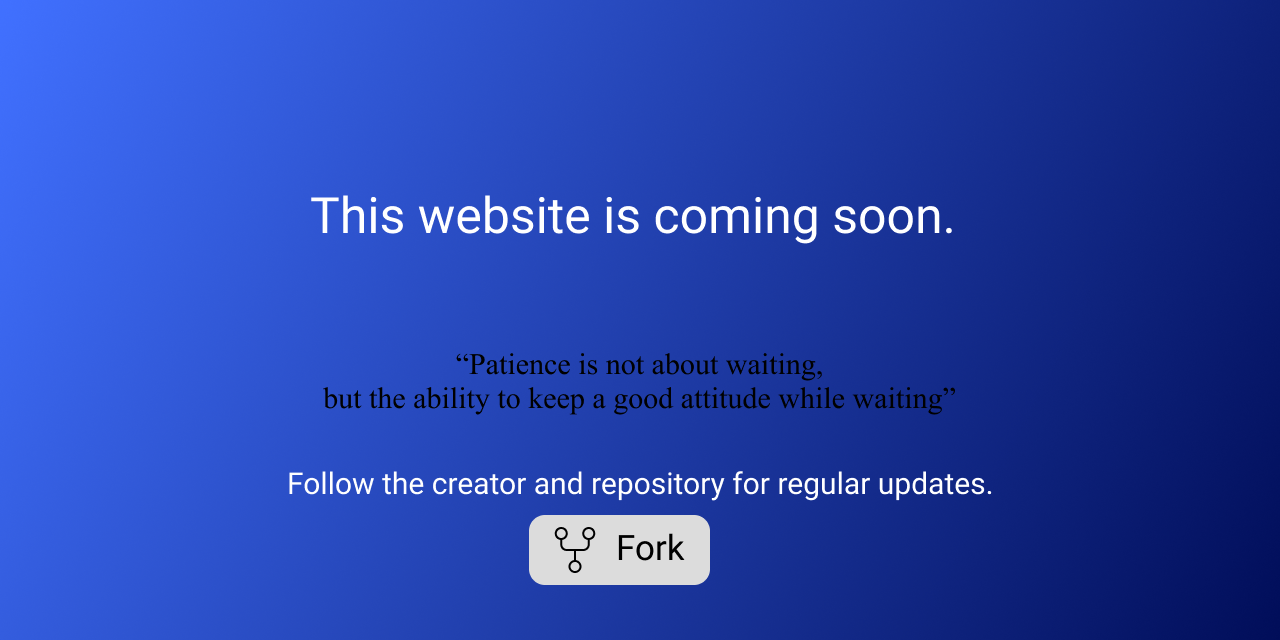 This website is coming soon.
“Patience is not about waiting,
but the ability to keep a good attitude while waiting”
Follow the creator and repository for regular updates.
Fork